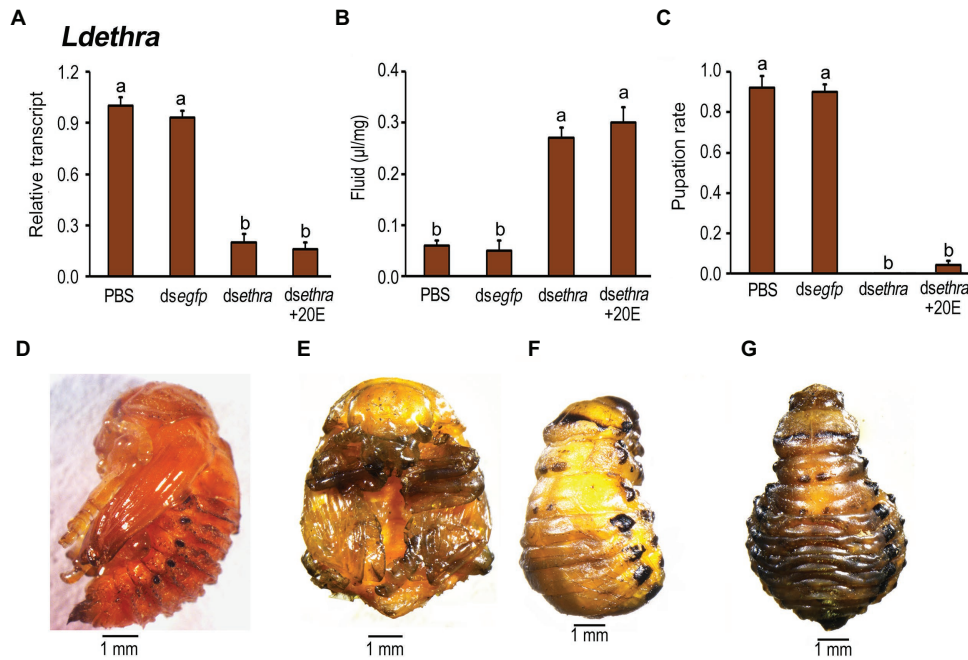 A
B
C
Ldethra
Relative transcript
1.2
0.9
0.6
0.3
0.0
a
a
b
b
PBS
dsegfp
dsethra
dsethra
+20E
Fluid (µl/mg)
0.4
0.3
0.2
0.1
0.0
b
b
a
a
PBS
dsegfp
dsethra
dsethra
+20E
Pupation rate
1.0
0.8
0.6
0.4
0.2
0.0
a
a
b
b
PBS
dsegfp
dsethra
dsethra
+20E
D
E
F
G
1 mm
1 mm
1 mm
1 mm